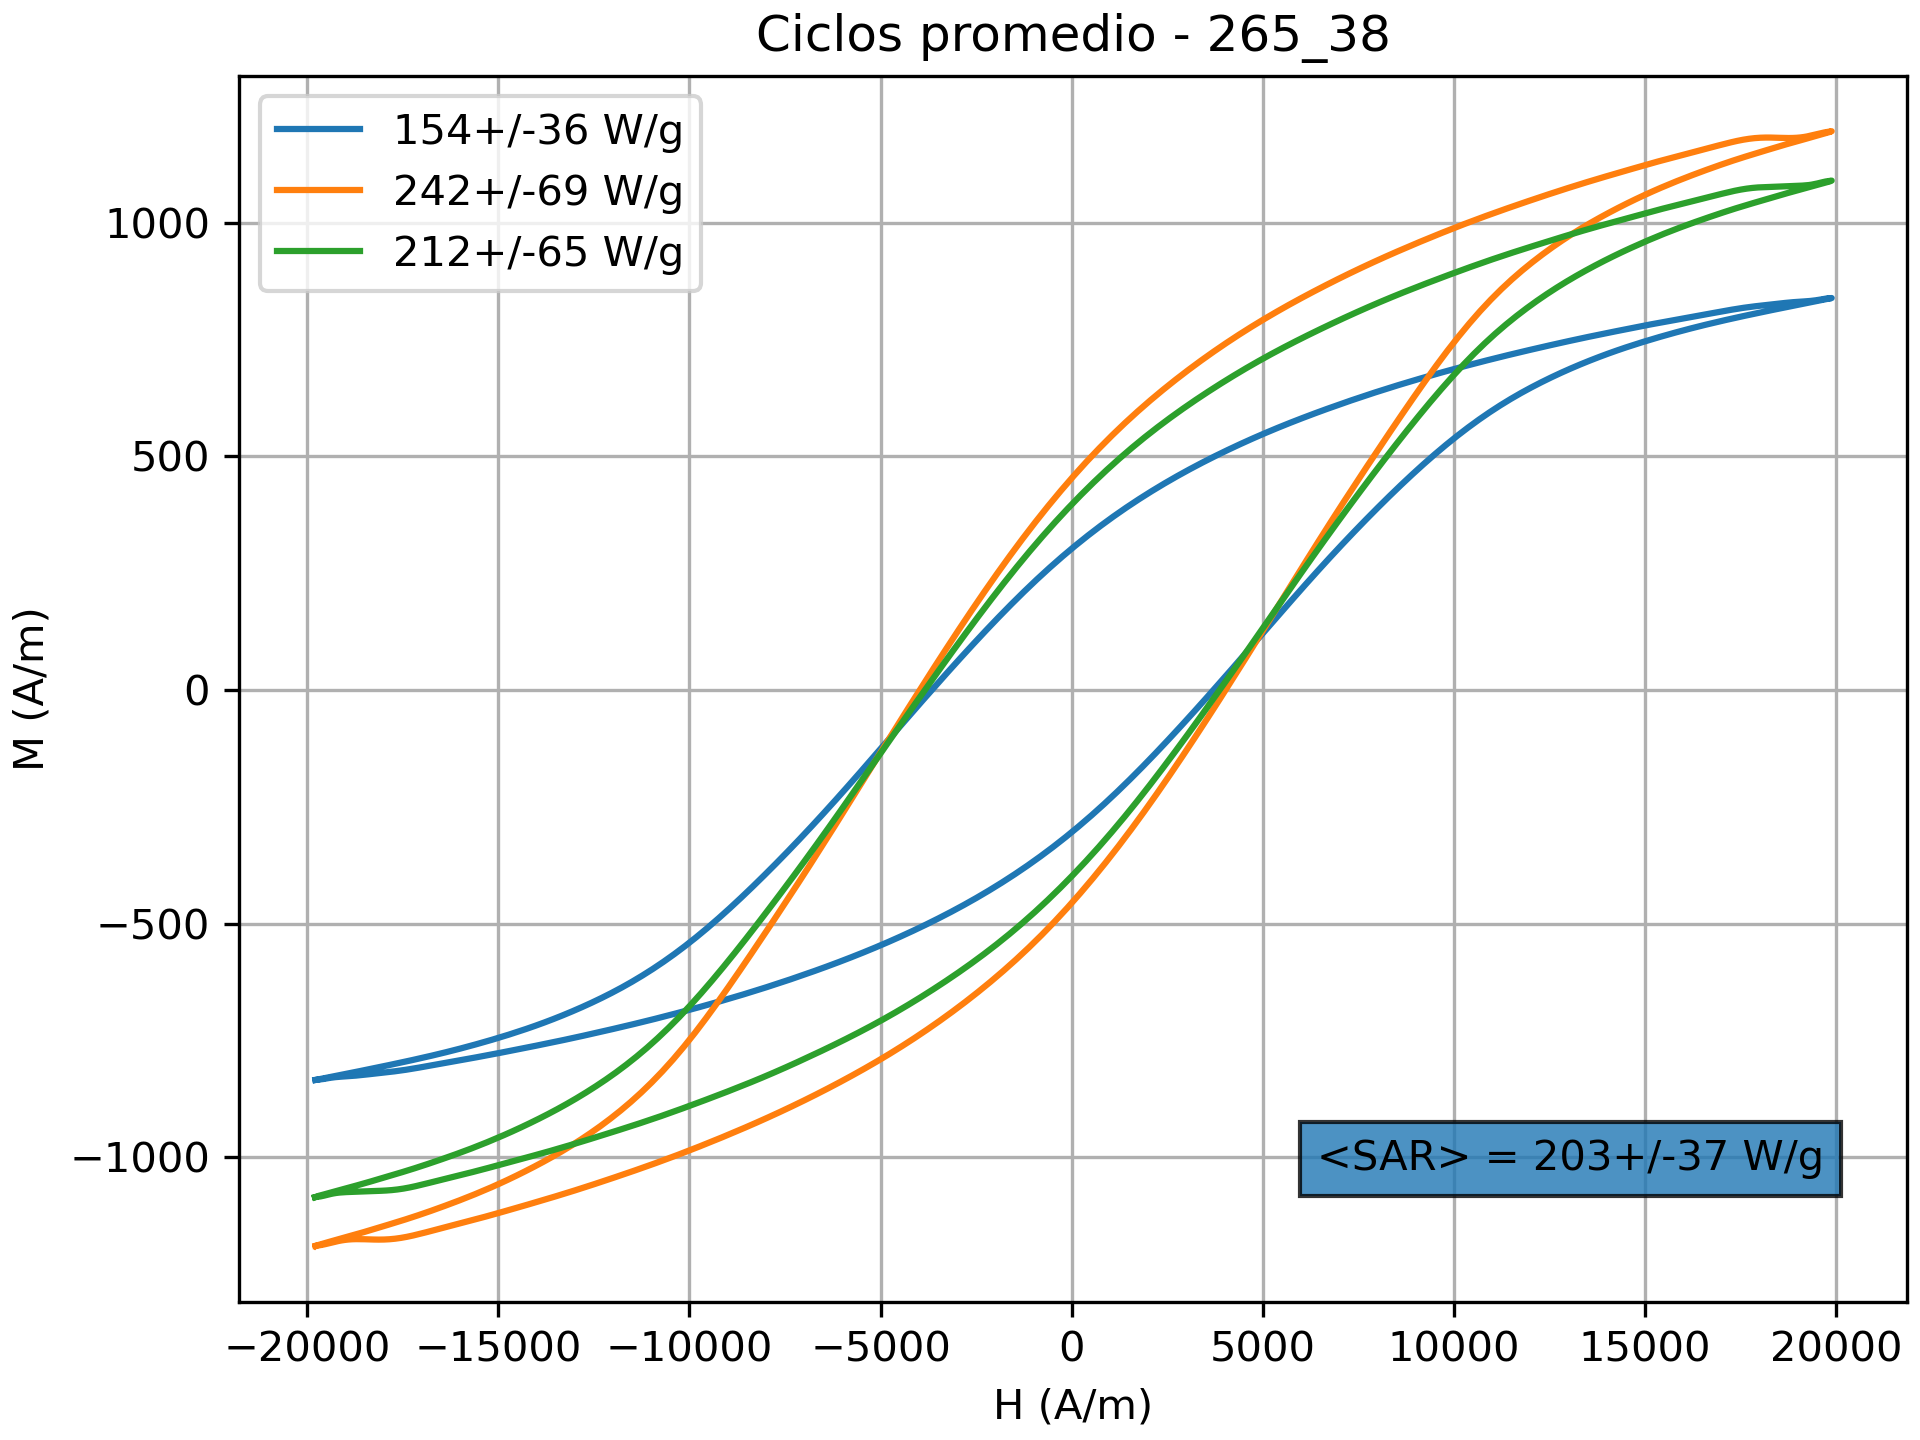 Ciclos promedio - 265_38
154+/-36 W/g
242+/-69 W/g
212+/-65 W/g
1000
500
0
−500
−1000
M (A/m)
<SAR> = 203+/-37 W/g
−20000 −15000 −10000 −5000 0 5000 10000 15000 20000
H (A/m)